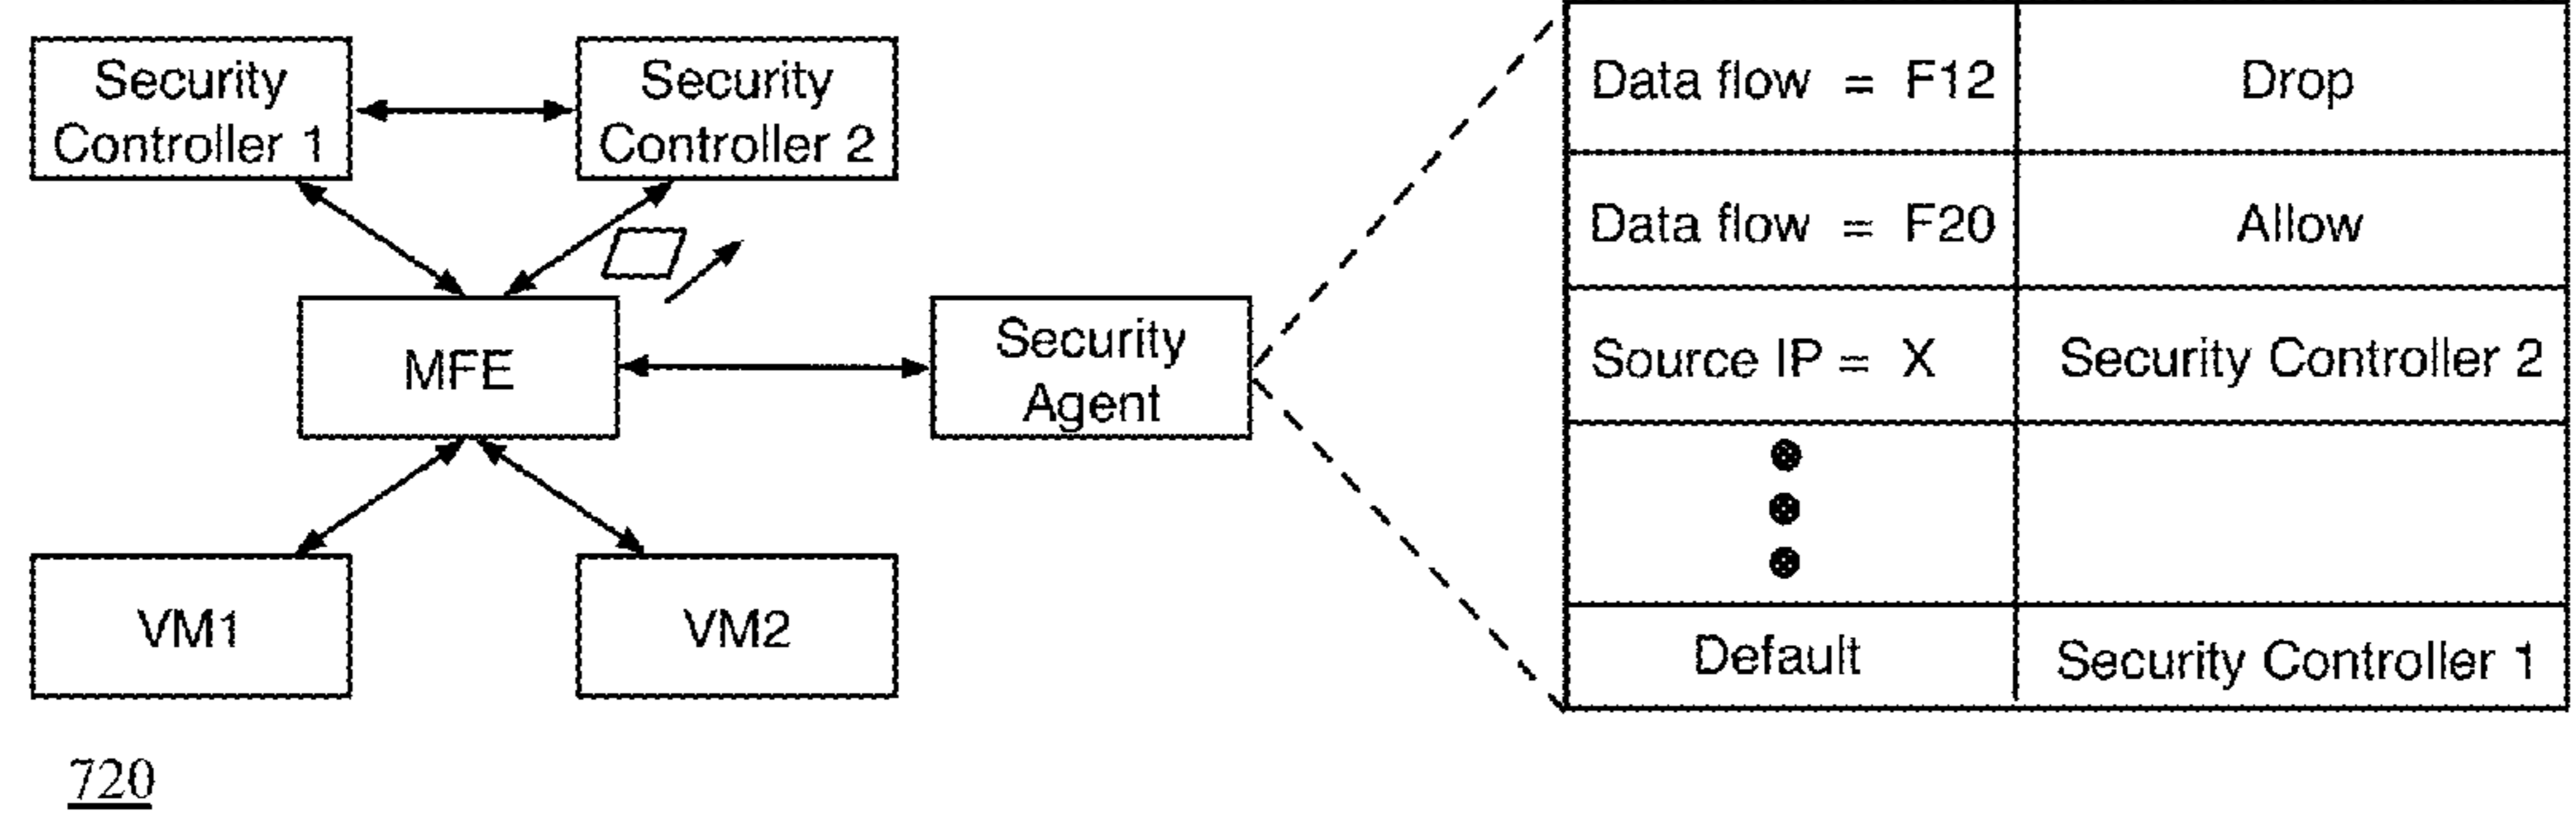 Security
Controller 1
Security
Controller 2
MFE
Security
Agent
VM1
VM2
Data flow = F12
Drop
Data flow = F20
Allow
Source IP = X
Security Controller 2
Default
Security Controller 1
720